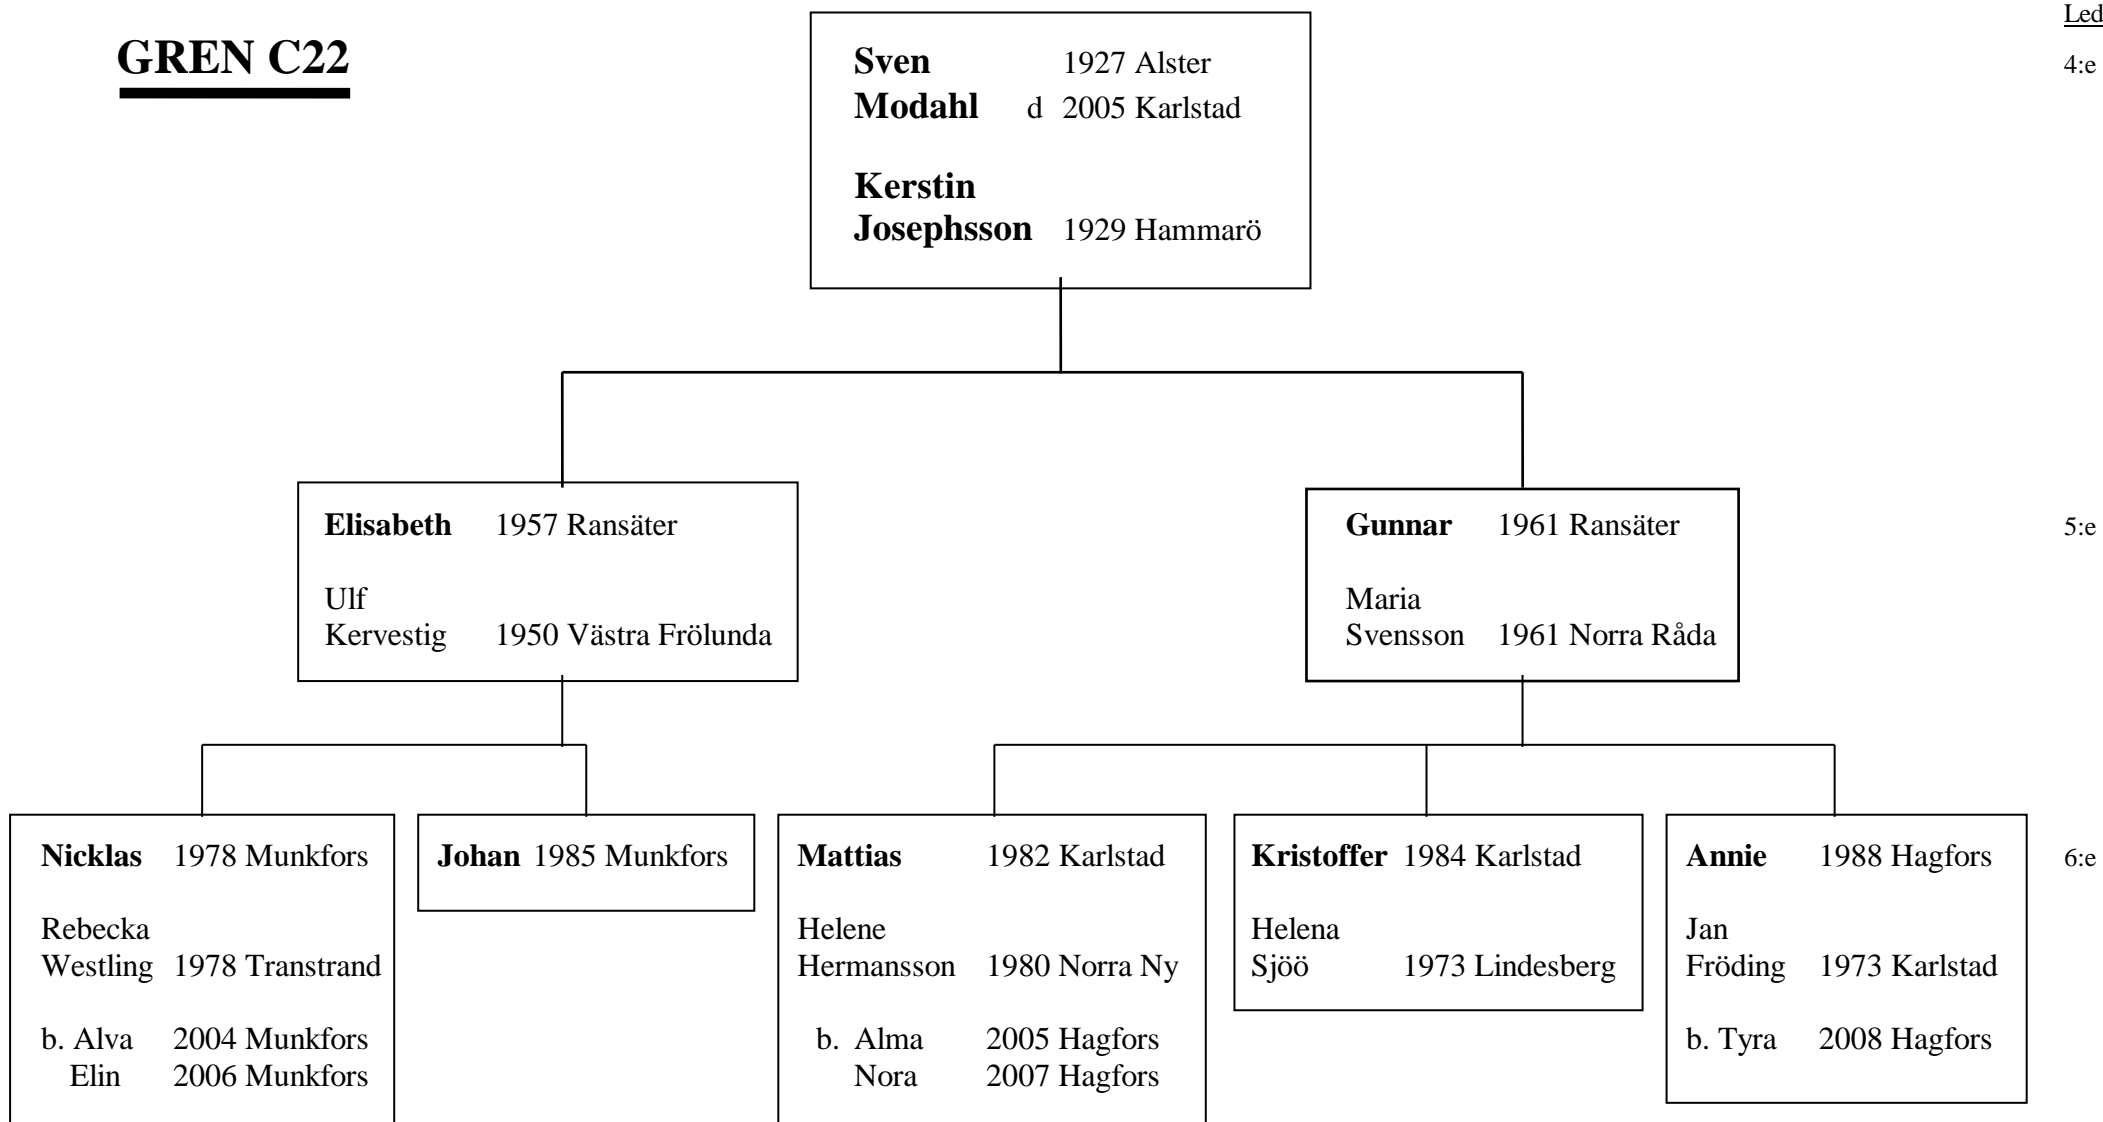 Led
GREN C22
Sven 1927 Alster
4:e
Modahl d 2005 Karlstad
Kerstin
Josephsson 1929 Hammarö
Elisabeth 1957 Ransäter
Ulf
Kervestig 1950 Västra Frölunda
Gunnar 1961 Ransäter
Maria
Svensson 1961 Norra Råda
5:e
Nicklas 1978 Munkfors
Rebecka
Westling 1978 Transtrand
b. Alva 2004 Munkfors
Elin 2006 Munkfors
Johan 1985 Munkfors
Mattias 1982 Karlstad
Helene
Hermansson 1980 Norra Ny
b. Alma 2005 Hagfors
Nora 2007 Hagfors
Kristoffer 1984 Karlstad
Helena
Sjöö 1973 Lindesberg
Annie 1988 Hagfors
Jan
Fröding 1973 Karlstad
b. Tyra 2008 Hagfors
6:e